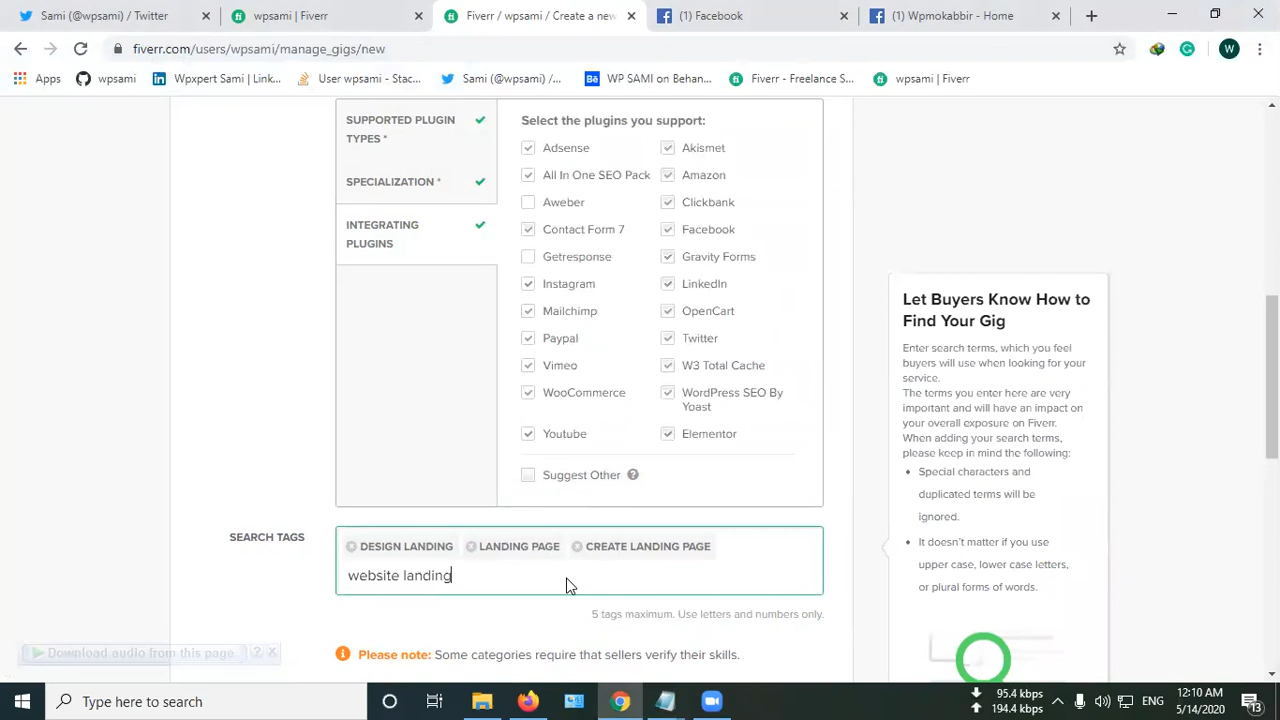 Sami (@wpsami) / Twitter
wpsami | Fiverr
Fiverr / wpsami / Create a new
(1) Facebook
(1) Wpmokabbir - Home
fiverr.com/users/wpsami/manage_gigs/new
W
Apps
wpsami
Wpxpert Sami | Link...
User wpsami - Stac...
Sami (@wpsami) /...
WP SAMI on Behan...
Fiverr - Freelance S...
wpsami | Fiverr
SUPPORTED PLUGIN
TYPES *
SPECIALIZATION *
INTEGRATING
PLUGINS
Select the plugins you support:
Adsense
Akismet
All In One SEO Pack
Amazon
Aweber
Clickbank
Contact Form 7
Facebook
Getresponse
Gravity Forms
Instagram
LinkedIn
Mailchimp
OpenCart
Paypal
Twitter
Vimeo
W3 Total Cache
WooCommerce
WordPress SEO By
Yoast
Youtube
Elementor
Suggest Other
SEARCH TAGS
DESIGN LANDING
LANDING PAGE
CREATE LANDING PAGE
website landing
5 tags maximum. Use letters and numbers only.
Please note: Some categories require that sellers verify their skills.
Let Buyers Know How to
Find Your Gig
Enter search terms, which you feel
buyers will use when looking for your
service.
The terms you enter here are very
important and will have an impact on
your overall exposure on Fiverr.
When adding your search terms,
please keep in mind the following:
Special characters and
duplicated terms will be
ignored.
It doesn't matter if you use
upper case, lower case letters,
or plural forms of words.
Download audio from this page..
Type here to search
95.4 kbps
194.4 kbps
ENG
12:10 AM
5/14/2020
13